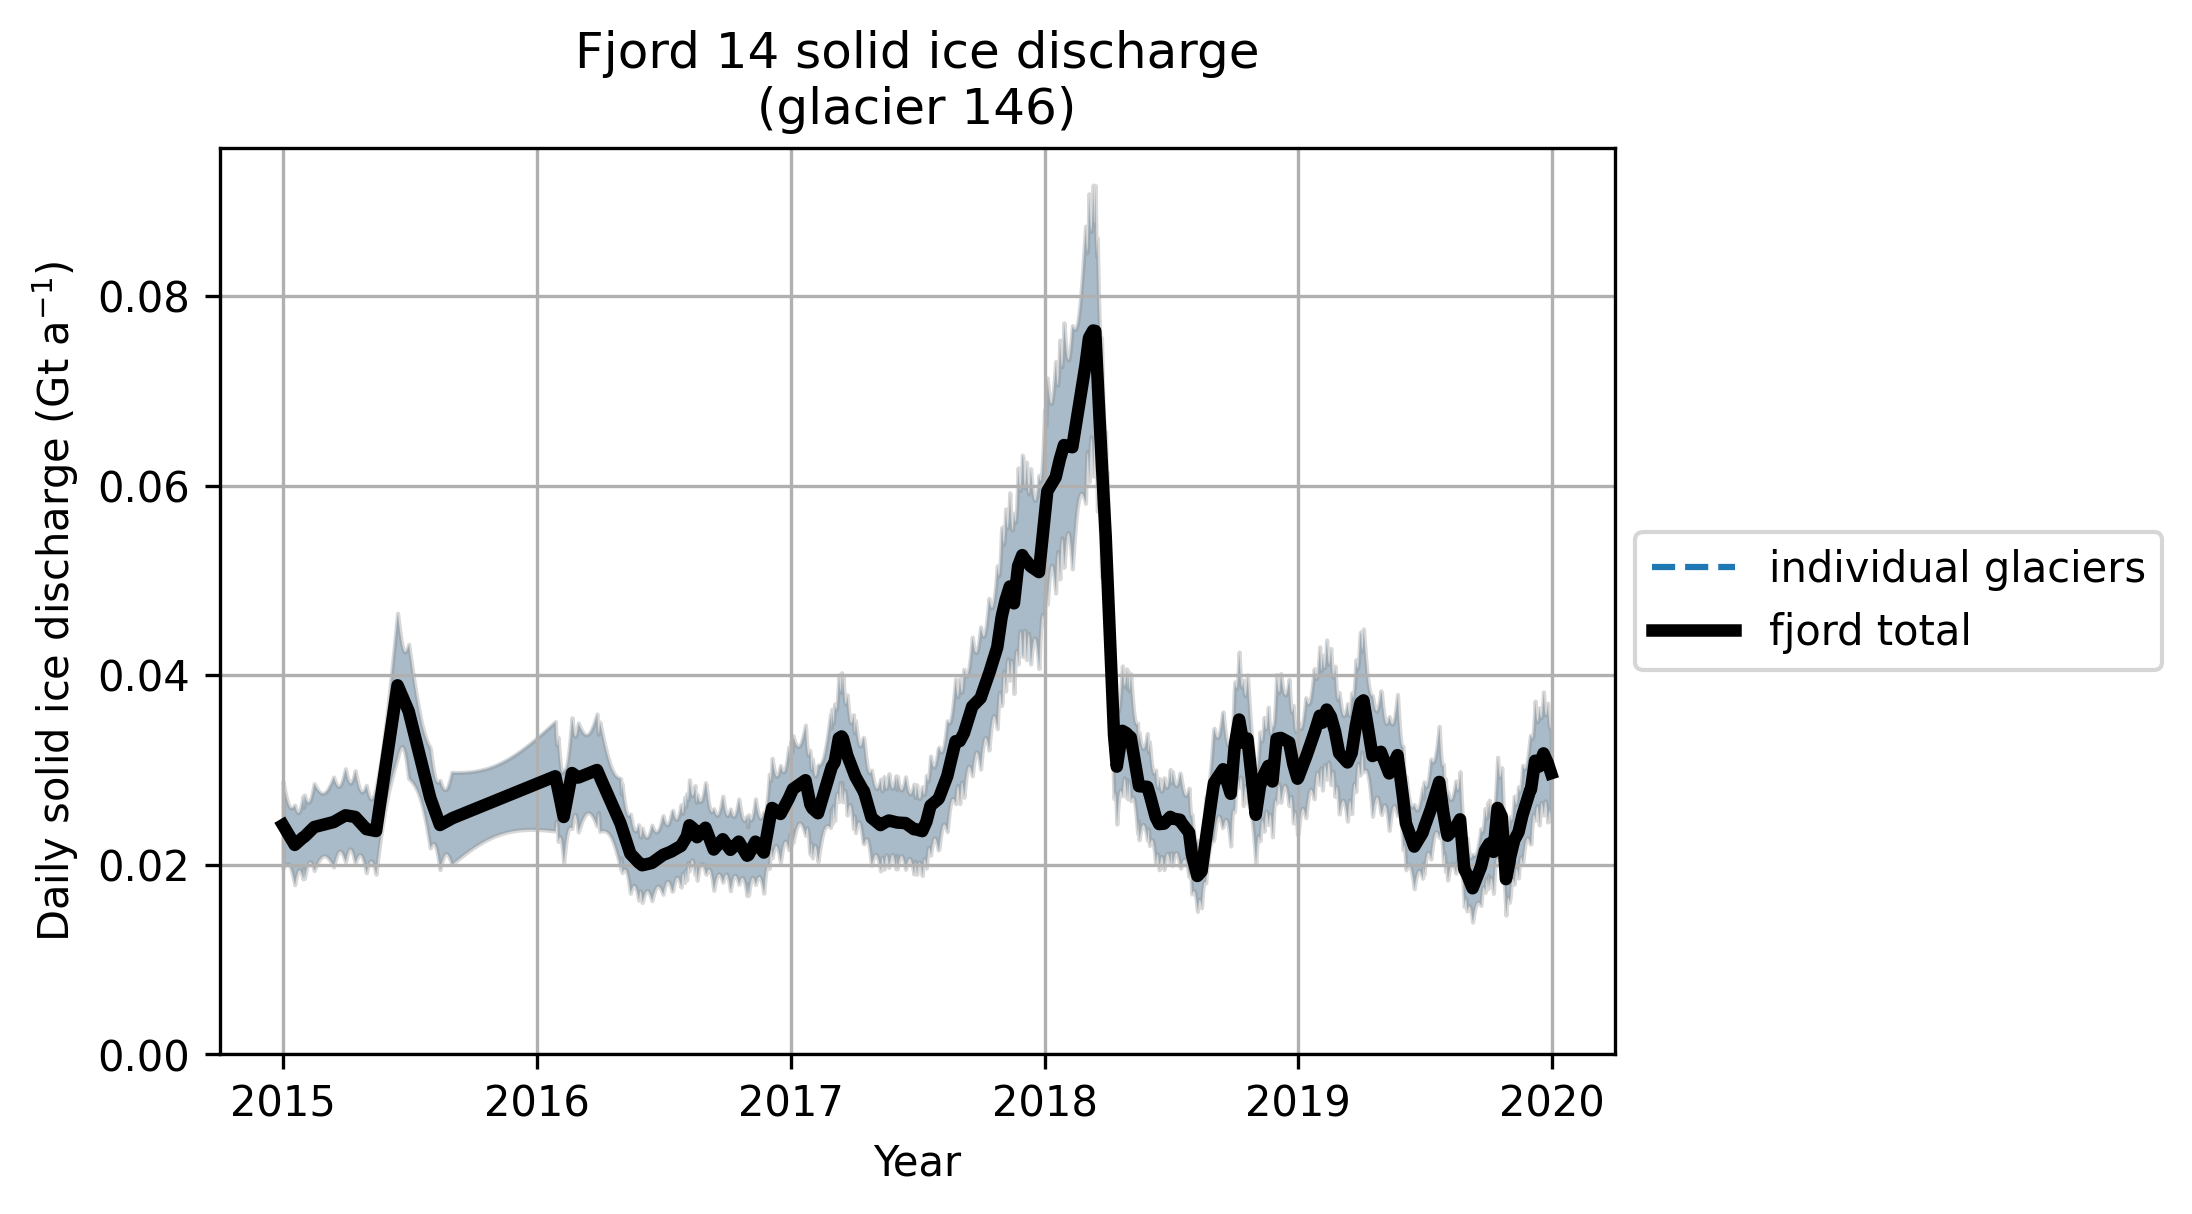 Fjord 14 solid ice discharge
(glacier 146)
Daily solid ice discharge (Gt a⁻¹)
0.08
0.06
0.04
0.02
0.00
2015 2016 2017 2018 2019 2020
Year
individual glaciers
fjord total